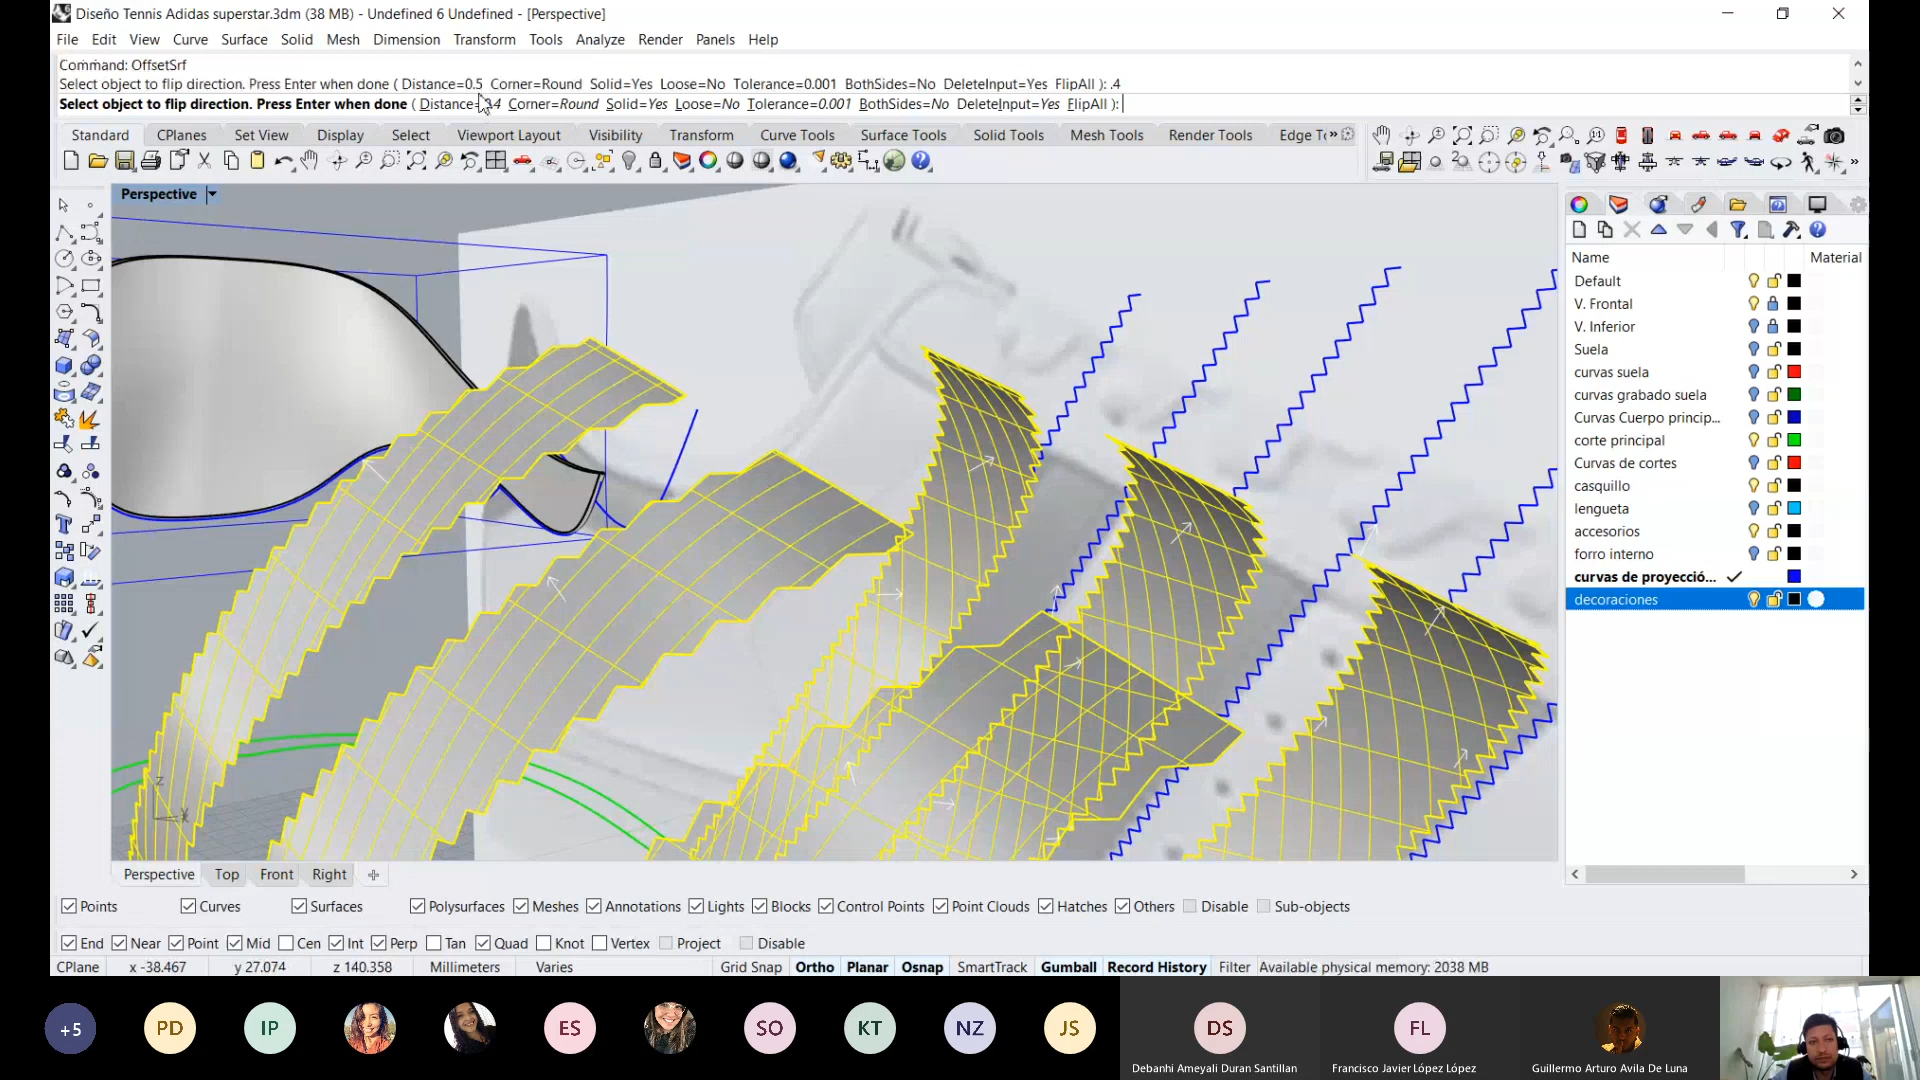 Diseño Tennis Adidas superstar.3dm (38 MB) - Undefined 6 Undefined - [Perspective]
File Edit View Curve Surface Solid Mesh Dimension Transform Tools Analyze Render Panels Help
Command: OffsetSrf
Select object to flip direction. Press Enter when done ( Distance=0.5 Corner=Round Solid=Yes Loose=No Tolerance=0.001 BothSides=No DeleteInput=Yes FlipAll ): .4
Select object to flip direction. Press Enter when done ( Distance= Corner=Round Solid=Yes Loose=No Tolerance=0.001 BothSides=No DeleteInput=Yes FlipAll ):
Standard CPlanes Set View Display Select Viewport Layout Visibility Transform Curve Tools Surface Tools Solid Tools Mesh Tools Render Tools Edge
Perspective
Name Material
Default
V. Frontal
V. Inferior
Suela
curvas suela
curvas grabado suela
Curvas Cuerpo princip...
corte principal
Curvas de cortes
casquillo
lengueta
accesorios
forro interno
curvas de proyecció...
decoraciones
z
x
Perspective Top Front Right
Points Curves Surfaces Polysurfaces Meshes Annotations Lights Blocks Control Points Point Clouds Hatches Others Disable Sub-objects
End Near Point Mid Cen Int Perp Tan Quad Knot Vertex Project Disable
CPlane x -38.467 y 27.074 z 140.358 Millimeters Varies Grid Snap Ortho Planar Osnap SmartTrack Gumball Record History Filter Available physical memory: 2038 MB
+5 PD IP ES SO KT NZ JS DS FL
Debanhi Ameyali Duran Santillan Francisco Javier López López Guillermo Arturo Avila De Luna